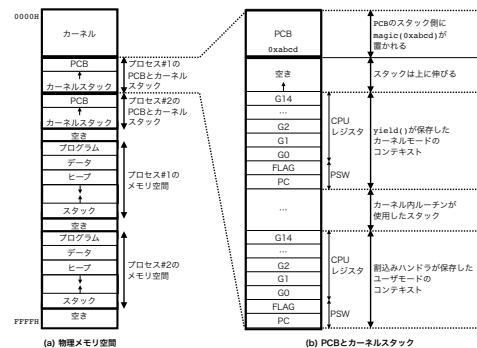 0000H
カーネル
PCB
カーネルスタック
PCB
カーネルスタック
空き
プログラム
データ
ヒープ
スタック
空き
プログラム
データ
ヒープ
スタック
空き
FFFFH
プロセス#1の
PCBとカーネル
スタック
プロセス#2の
PCBとカーネル
スタック
プロセス#1の
メモリ空間
プロセス#2の
メモリ空間
(a) 物理メモリ空間
PCB
0xabcd
空き
G14
…
G2
G1
G0
FLAG
PC
…
G14
…
G2
G1
G0
FLAG
PC
CPU
レジスタ
PSW
CPU
レジスタ
PSW
PCBのスタック側に
magic(0xabcd)が
置かれる
スタックは上に伸びる
yield()が保存した
カーネルモードの
コンテキスト
カーネル内ルーチンが
使用したスタック
割込みハンドラが保存した
ユーザモードの
コンテキスト
(b) PCBとカーネルスタック